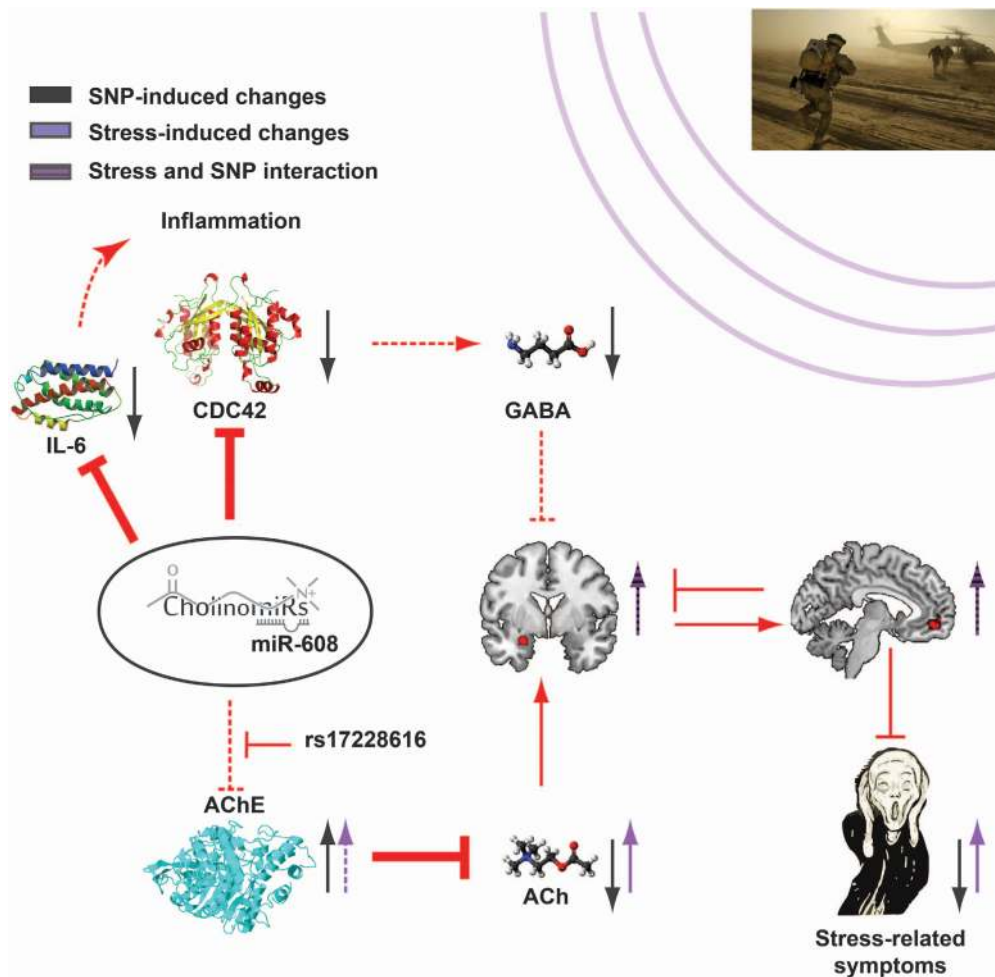 SNP-induced changes
Stress-induced changes
Stress and SNP interaction
Inflammation
CDC42
GABA
IL-6
O
N+
CholinomiRs
miR-608
rs17228616
AChE
ACh
Stress-related
symptoms